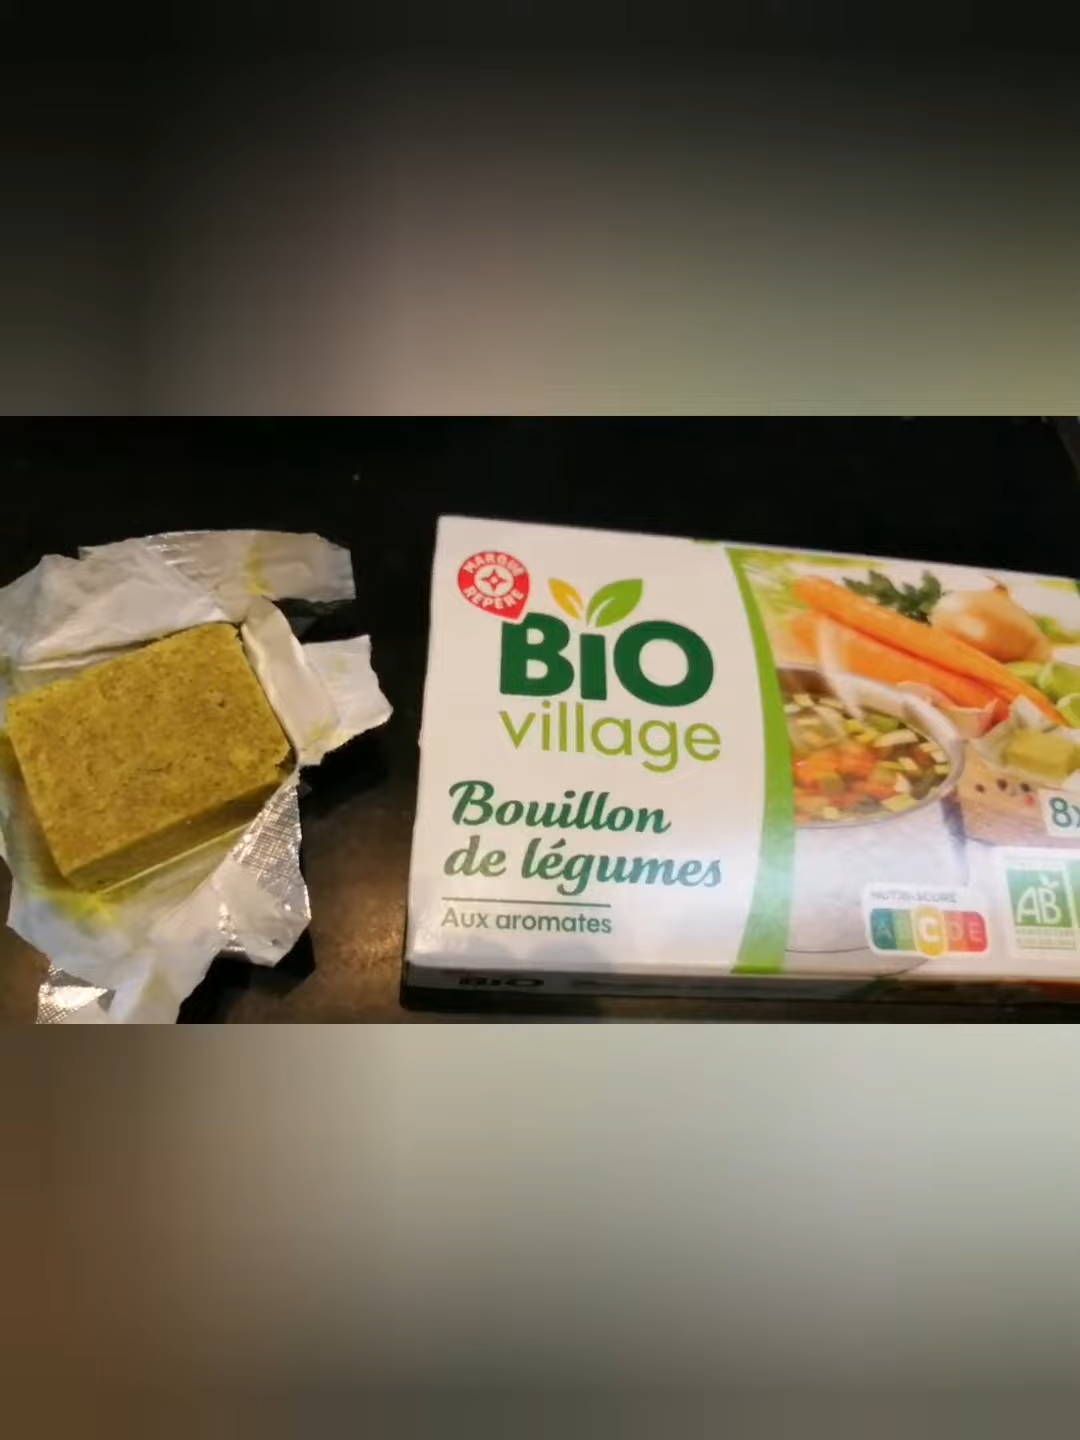 MARQUE
REPÈRE
BiO
village
Bouillon
de légumes
Aux aromates
8x
NUTRI-SCORE
A B C D E
AB
BIO